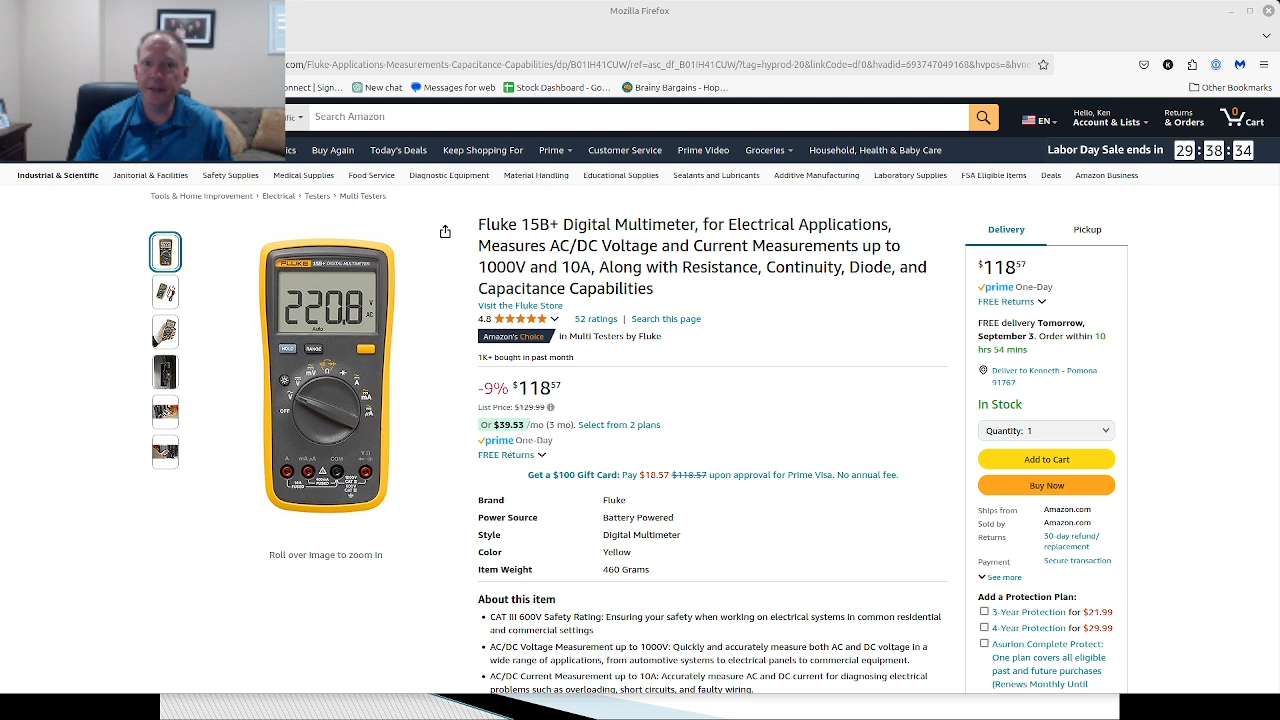 Mozilla Firefox
.com/Fluke-Applications-Measurements-Capacitance-Capabilities/dp/B01IH41CUW/ref=asc_df_B01IH41CUW/?tag=hyprod-20&linkCode=df0&hvadid=693747049168&hvpos=&hvn
onnect | Sign… New chat Messages for web Stock Dashboard - Go… Brainy Bargains - Hop… Other Bookmarks
fic Search Amazon EN Hello, Ken Account & Lists Returns & Orders 0 Cart
ics Buy Again Today's Deals Keep Shopping For Prime Customer Service Prime Video Groceries Household, Health & Baby Care Labor Day Sale ends in 29:38:34
Industrial & Scientific Janitorial & Facilities Safety Supplies Medical Supplies Food Service Diagnostic Equipment Material Handling Educational Supplies Sealants and Lubricants Additive Manufacturing Laboratory Supplies FSA Eligible Items Deals Amazon Business
Tools & Home Improvement › Electrical › Testers › Multi Testers
FLUKE 15B+ DIGITAL MULTIMETER
220.8 V AC
Auto
HOLD RANGE
mV
OFF
A mA µA COM
Roll over image to zoom in
Fluke 15B+ Digital Multimeter, for Electrical Applications,
Measures AC/DC Voltage and Current Measurements up to
1000V and 10A, Along with Resistance, Continuity, Diode, and
Capacitance Capabilities
Visit the Fluke Store
4.8 52 ratings | Search this page
Amazon's Choice in Multi Testers by Fluke
1K+ bought in past month
-9% $118 57
List Price: $129.99
Or $39.53 /mo (3 mo). Select from 2 plans
prime One-Day
FREE Returns
Get a $100 Gift Card: Pay $18.57 $118.57 upon approval for Prime Visa. No annual fee.
Brand Fluke
Power Source Battery Powered
Style Digital Multimeter
Color Yellow
Item Weight 460 Grams
About this item
• CAT III 600V Safety Rating: Ensuring your safety when working on electrical systems in common residential
and commercial settings
• AC/DC Voltage Measurement up to 1000V: Quickly and accurately measure both AC and DC voltage in a
wide range of applications, from automotive systems to electrical panels to commercial equipment.
• AC/DC Current Measurement up to 10A: Accurately measure AC and DC current for diagnosing electrical
problems such as overloading, short circuits, and faulty wiring.
Delivery Pickup
$118 57
prime One-Day
FREE Returns
FREE delivery Tomorrow,
September 3. Order within 10
hrs 54 mins
Deliver to Kenneth - Pomona
91767
In Stock
Quantity: 1
Add to Cart
Buy Now
Ships from Amazon.com
Sold by Amazon.com
Returns 30-day refund/
replacement
Payment Secure transaction
See more
Add a Protection Plan:
3-Year Protection for $21.99
4-Year Protection for $29.99
Asurion Complete Protect:
One plan covers all eligible
past and future purchases
(Renews Monthly Until